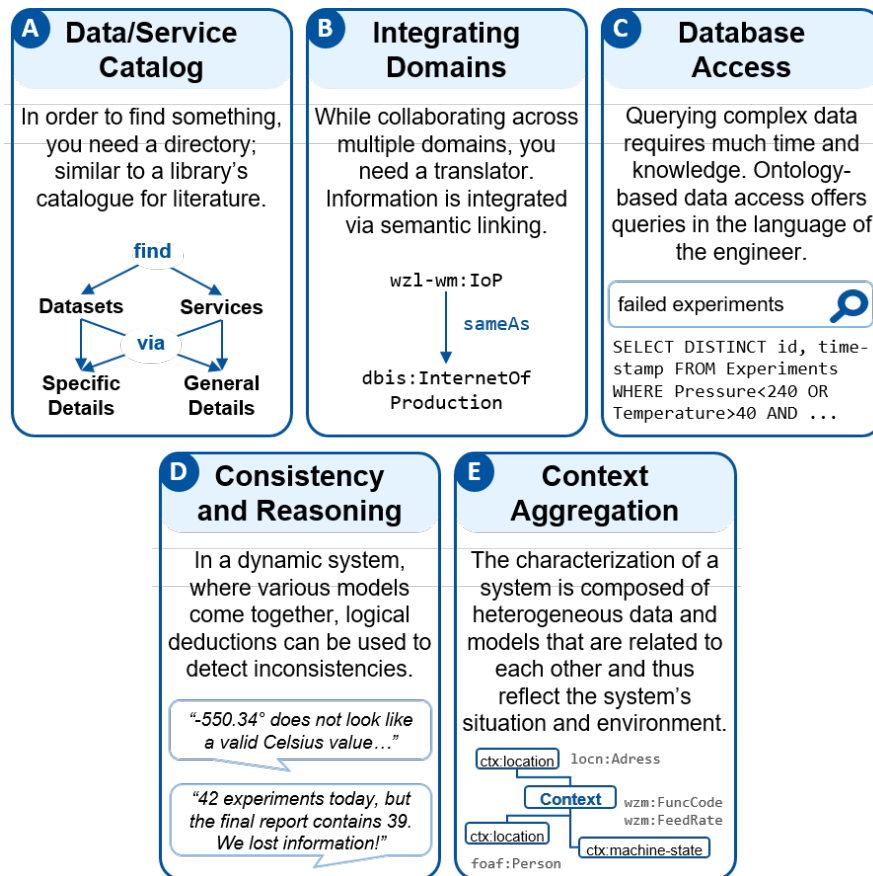 A
Data/Service
Catalog
In order to find something,
you need a directory;
similar to a library's
catalogue for literature.
find
Datasets
Services
via
Specific
Details
General
Details
B
Integrating
Domains
While collaborating across
multiple domains, you
need a translator.
Information is integrated
via semantic linking.
wzl-wm:IoP
sameAs
dbis:InternetOf
Production
C
Database
Access
Querying complex data
requires much time and
knowledge. Ontology-
based data access offers
queries in the language of
the engineer.
failed experiments
SELECT DISTINCT id, time-
stamp FROM Experiments
WHERE Pressure<240 OR
Temperature>40 AND ...
D
Consistency
and Reasoning
In a dynamic system,
where various models
come together, logical
deductions can be used to
detect inconsistencies.
“-550.34° does not look like
a valid Celsius value…”
“42 experiments today, but
the final report contains 39.
We lost information!”
E
Context
Aggregation
The characterization of a
system is composed of
heterogeneous data and
models that are related to
each other and thus
reflect the system's
situation and environment.
ctx:location
locn:Adress
Context
wzm:FuncCode
wzm:FeedRate
ctx:location
foaf:Person
ctx:machine-state